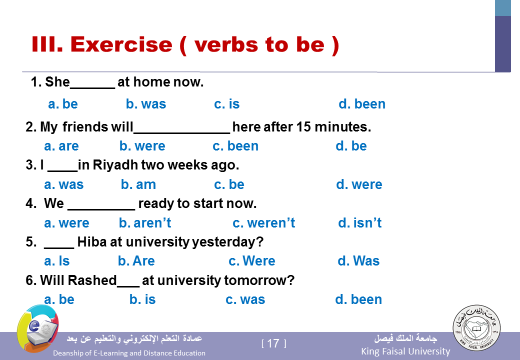 III. Exercise ( verbs to be )
1. She______ at home now.
a. be b. was c. is d. been
2. My friends will_____________ here after 15 minutes.
a. are b. were c. been d. be
3. I ____in Riyadh two weeks ago.
a. was b. am c. be d. were
4. We _________ ready to start now.
a. were b. aren’t c. weren’t d. isn’t
5. ____ Hiba at university yesterday?
a. Is b. Are c. Were d. Was
6. Will Rashed___ at university tomorrow?
a. be b. is c. was d. been
عمادة التعلم الإلكتروني والتعليم عن بعد
Deanship of E-Learning and Distance Education
[ 17 ]
جامعة الملك فيصل
King Faisal University